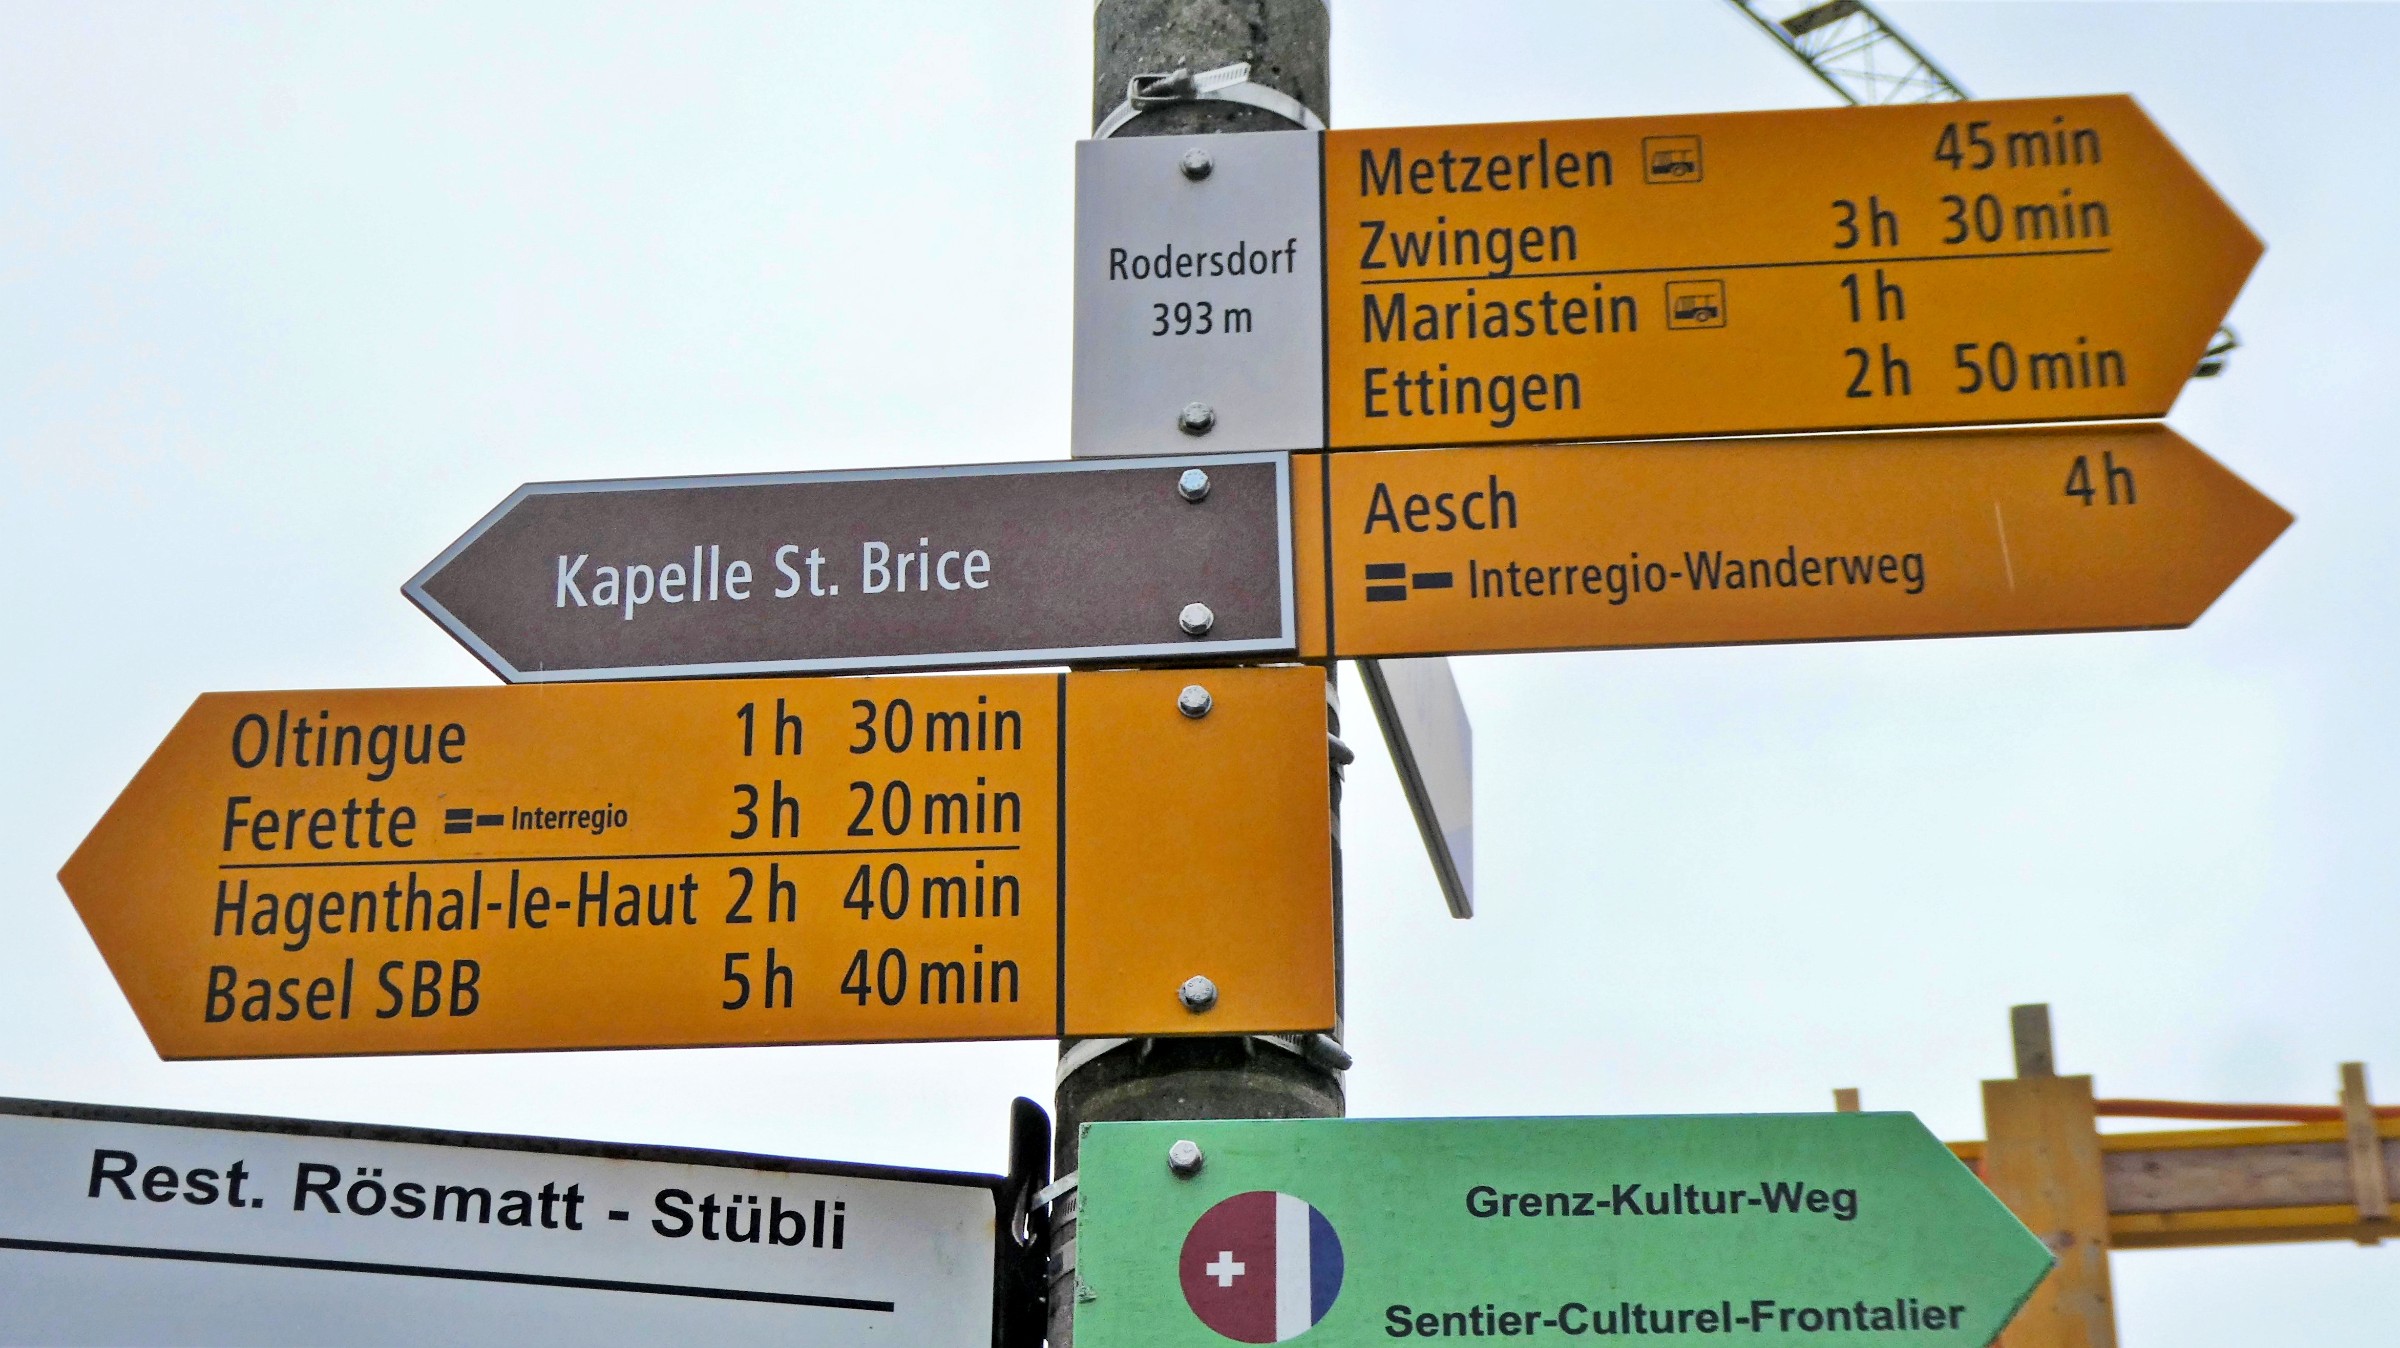 Rodersdorf
393 m
Metzerlen 45 min
Zwingen 3 h 30 min
Mariastein 1 h
Ettingen 2 h 50 min
Aesch 4 h
Interregio-Wanderweg
Kapelle St. Brice
Oltingue 1 h 30 min
Ferette Interregio 3 h 20 min
Hagenthal-le-Haut 2 h 40 min
Basel SBB 5 h 40 min
Rest. Rösmatt - Stübli
Grenz-Kultur-Weg
Sentier-Culturel-Frontalier